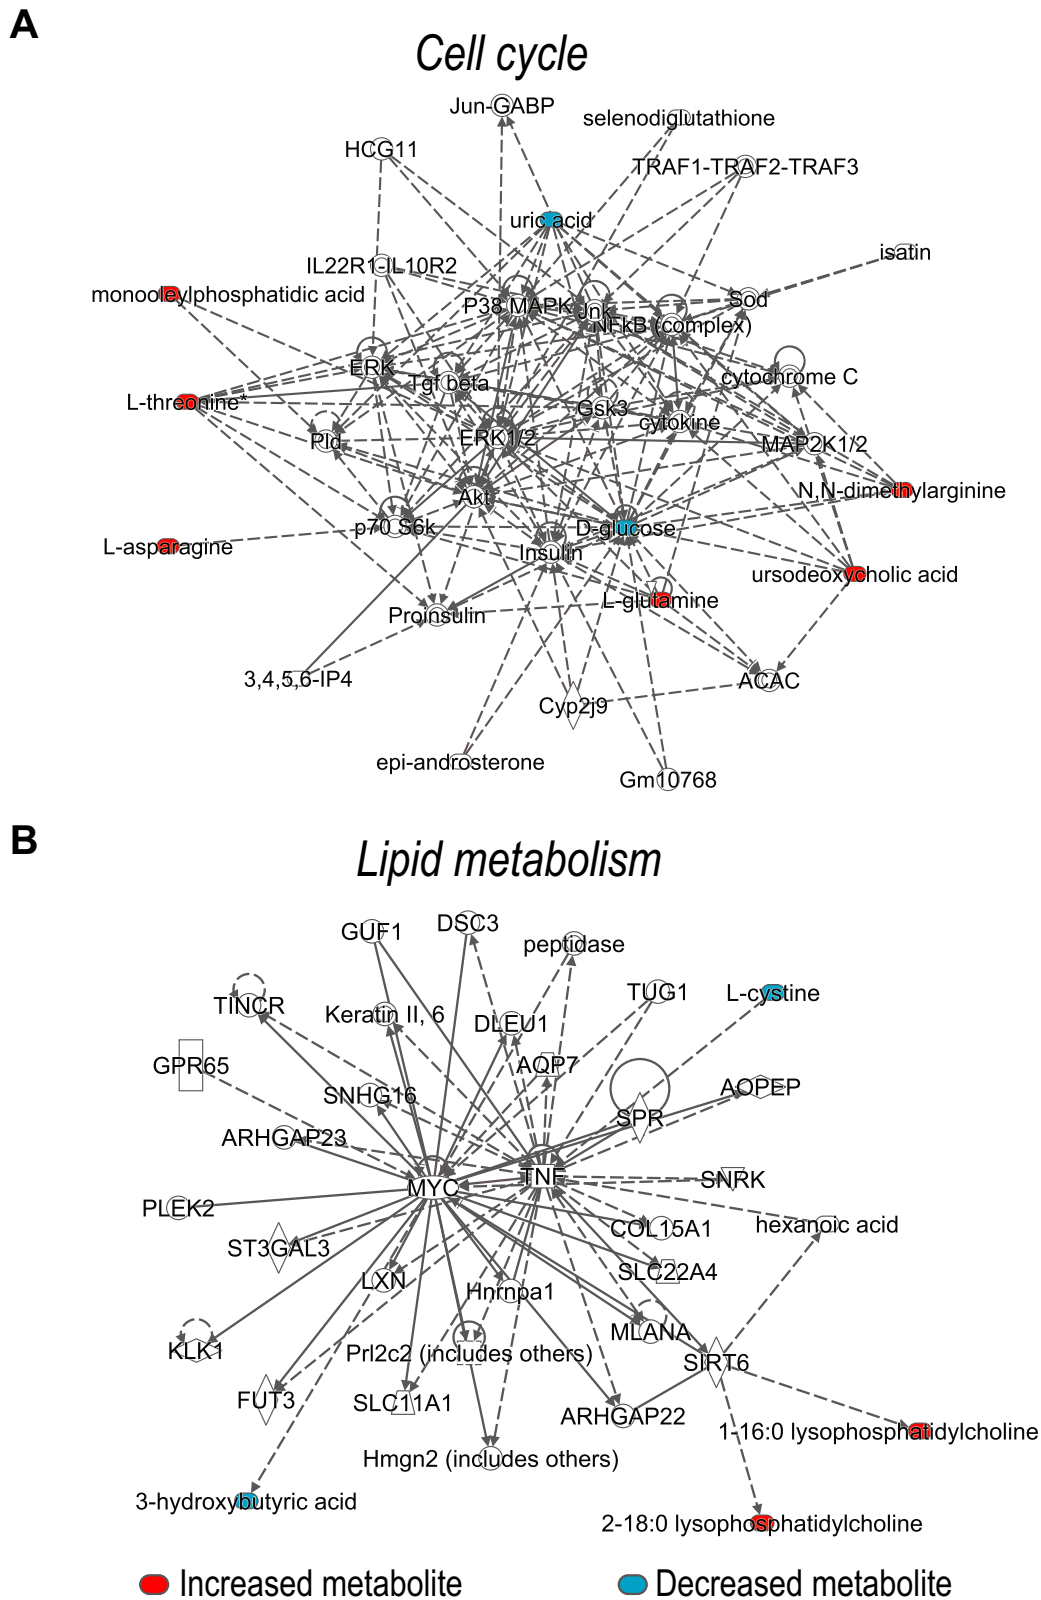 A
Cell cycle
Jun-GABP
selenodiglutathione
HCG11
TRAF1-TRAF2-TRAF3
uric acid
isatin
IL22R1-IL10R2
monooleylphosphatidic acid
P38 MAPK
Jnk
Sod
NFkB (complex)
ERK
Tgf beta
cytochrome C
L-threonine*
Gsk3
cytokine
Pld
ERK1/2
MAP2K1/2
Akt
N,N-dimethylarginine
p70 S6k
D-glucose
L-asparagine
Insulin
ursodeoxycholic acid
L-glutamine
Proinsulin
3,4,5,6-IP4
ACAC
Cyp2j9
epi-androsterone
Gm10768
B
Lipid metabolism
GUF1
DSC3
peptidase
TINCR
TUG1
L-cystine
Keratin II, 6
DLEU1
GPR65
AQP7
SNHG16
AOPEP
SPR
ARHGAP23
MYC
TNF
SNRK
PLEK2
COL15A1
hexanoic acid
ST3GAL3
SLC22A4
LXN
Hnrnpa1
MLANA
KLK1
Prl2c2 (includes others)
SIRT6
FUT3
SLC11A1
ARHGAP22
1-16:0 lysophosphatidylcholine
Hmgn2 (includes others)
3-hydroxybutyric acid
2-18:0 lysophosphatidylcholine
Increased metabolite
Decreased metabolite